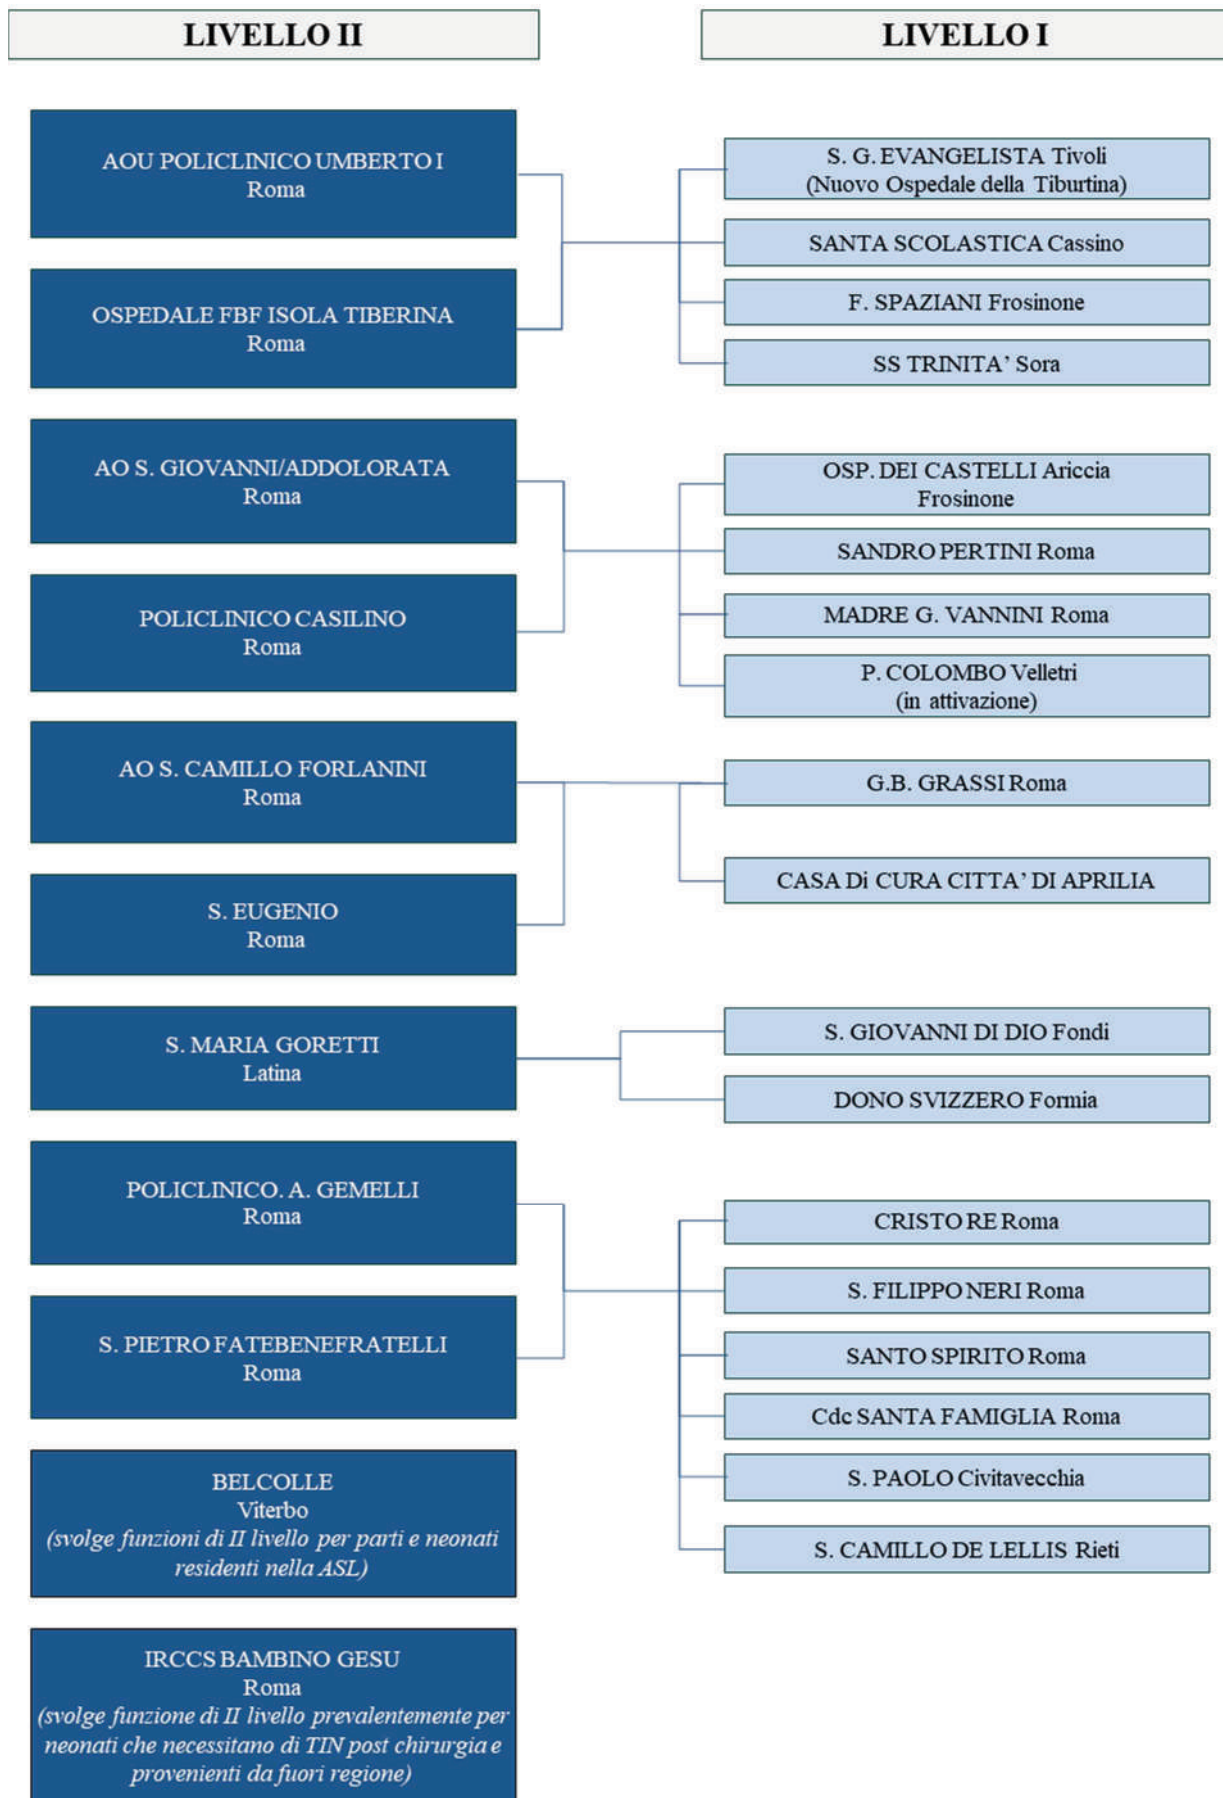 LIVELLO II
LIVELLO I
AOU POLICLINICO UMBERTO I
Roma
OSPEDALE FBF ISOLA TIBERINA
Roma
S. G. EVANGELISTA Tivoli
(Nuovo Ospedale della Tiburtina)
SANTA SCOLASTICA Cassino
F. SPAZIANI Frosinone
SS TRINITA’ Sora
AO S. GIOVANNI/ADDOLORATA
Roma
POLICLINICO CASILINO
Roma
OSP. DEI CASTELLI Ariccia
Frosinone
SANDRO PERTINI Roma
MADRE G. VANNINI Roma
P. COLOMBO Velletri
(in attivazione)
AO S. CAMILLO FORLANINI
Roma
S. EUGENIO
Roma
G.B. GRASSI Roma
CASA Di CURA CITTA’ DI APRILIA
S. MARIA GORETTI
Latina
S. GIOVANNI DI DIO Fondi
DONO SVIZZERO Formia
POLICLINICO. A. GEMELLI
Roma
S. PIETRO FATEBENEFRATELLI
Roma
CRISTO RE Roma
S. FILIPPO NERI Roma
SANTO SPIRITO Roma
Cdc SANTA FAMIGLIA Roma
S. PAOLO Civitavecchia
S. CAMILLO DE LELLIS Rieti
BELCOLLE
Viterbo
(svolge funzioni di II livello per parti e neonati
residenti nella ASL)
IRCCS BAMBINO GESU
Roma
(svolge funzione di II livello prevalentemente per
neonati che necessitano di TIN post chirurgia e
provenienti da fuori regione)